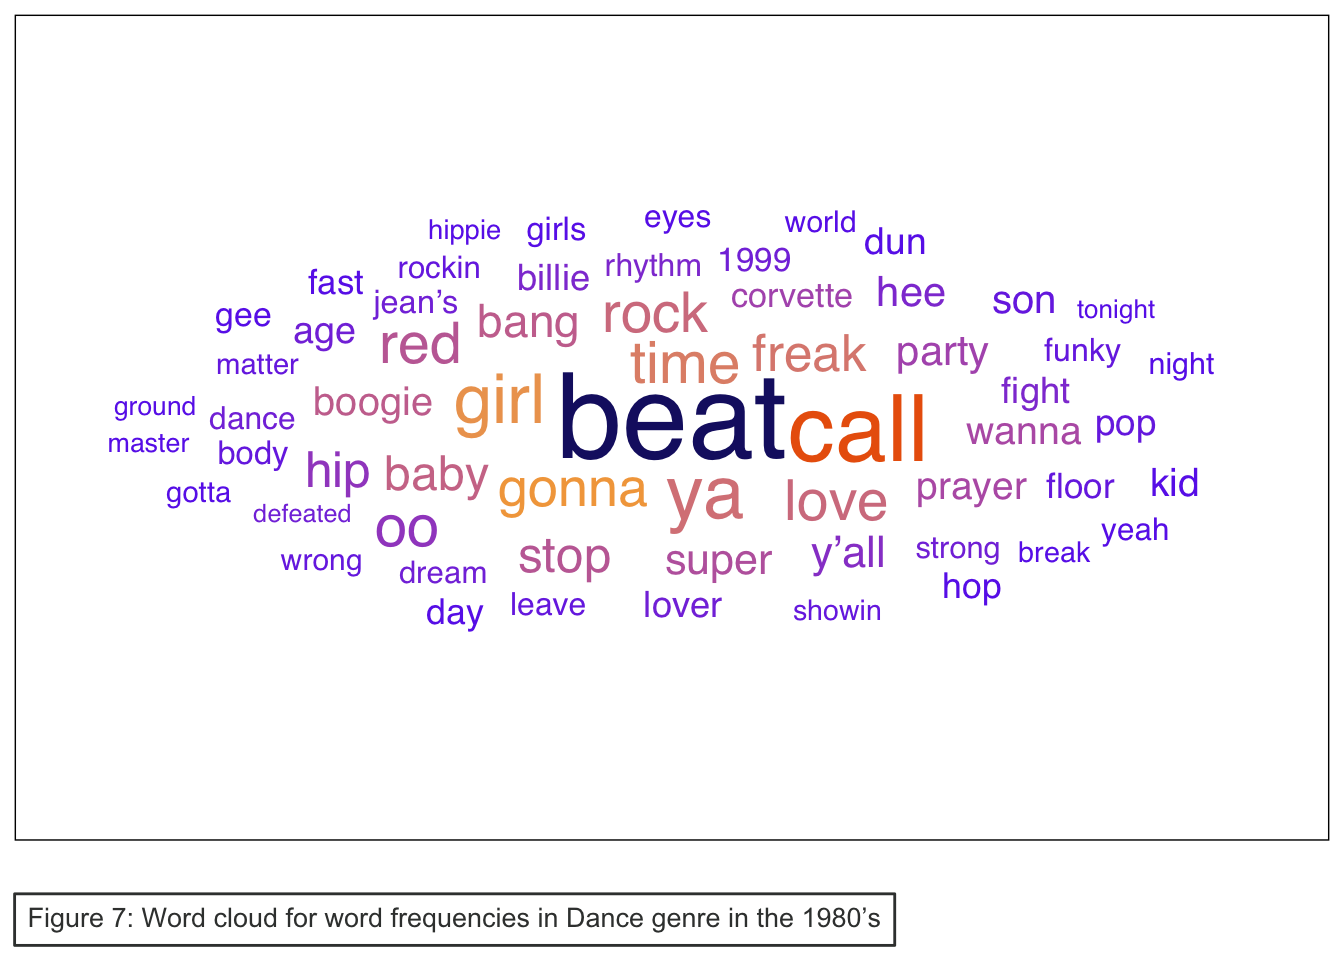 hippie girls eyes world dun
fast rockin billie rhythm 1999
gee age jean’s bang rock corvette hee son tonight
matter red time freak party funky night
ground dance boogie girl beat call fight
master body hip baby gonna ya love wanna pop
gotta defeated oo prayer floor kid
wrong dream stop super y’all strong break yeah
day leave lover showin hop
Figure 7: Word cloud for word frequencies in Dance genre in the 1980’s